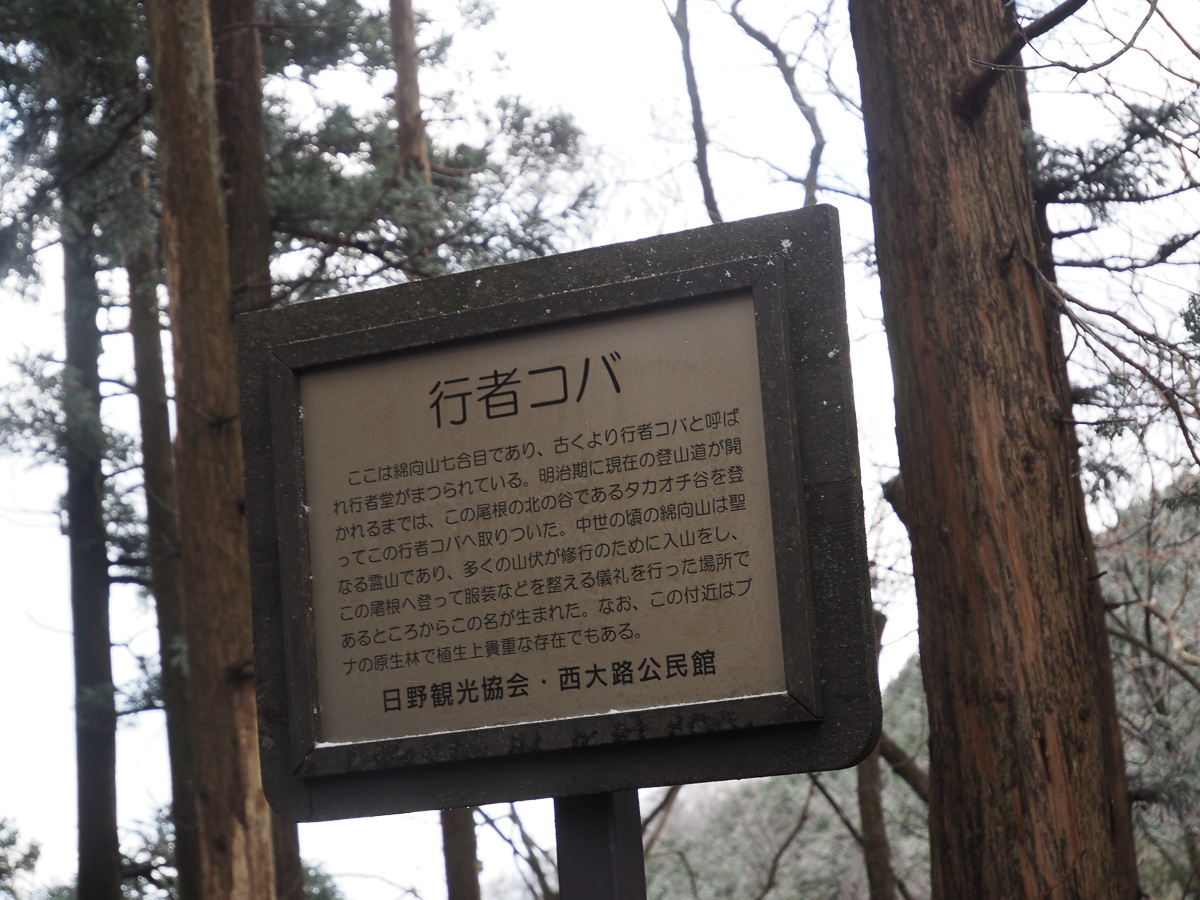 行者コバ
ここは綿向山七合目であり、古くより行者コバと呼ば
れ行者堂がまつられている。明治期に現在の登山道が開
かれるまでは、この尾根の北の谷であるタカオチ谷を登
ってこの行者コバへ取りついた。中世の頃の綿向山は聖
なる霊山であり、多くの山伏が修行のために入山をし、
この尾根へ登って服装などを整える儀礼を行った場所で
あるところからこの名が生まれた。なお、この付近はブ
ナの原生林で植生上貴重な存在でもある。
日野観光協会・西大路公民館